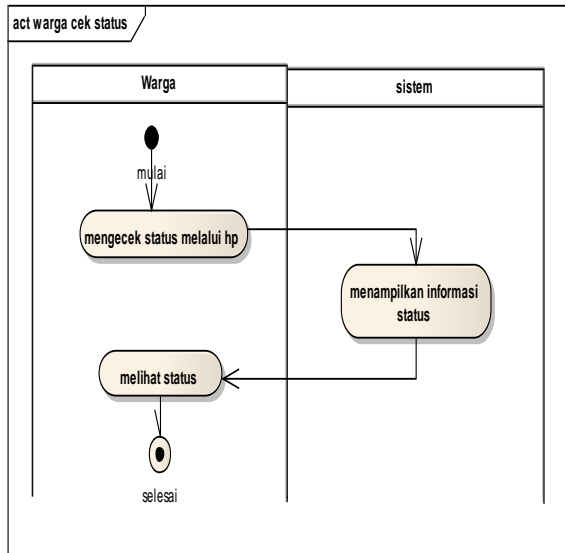 act warga cek status
Warga
sistem
mulai
mengecek status melalui hp
menampilkan informasi
status
melihat status
selesai